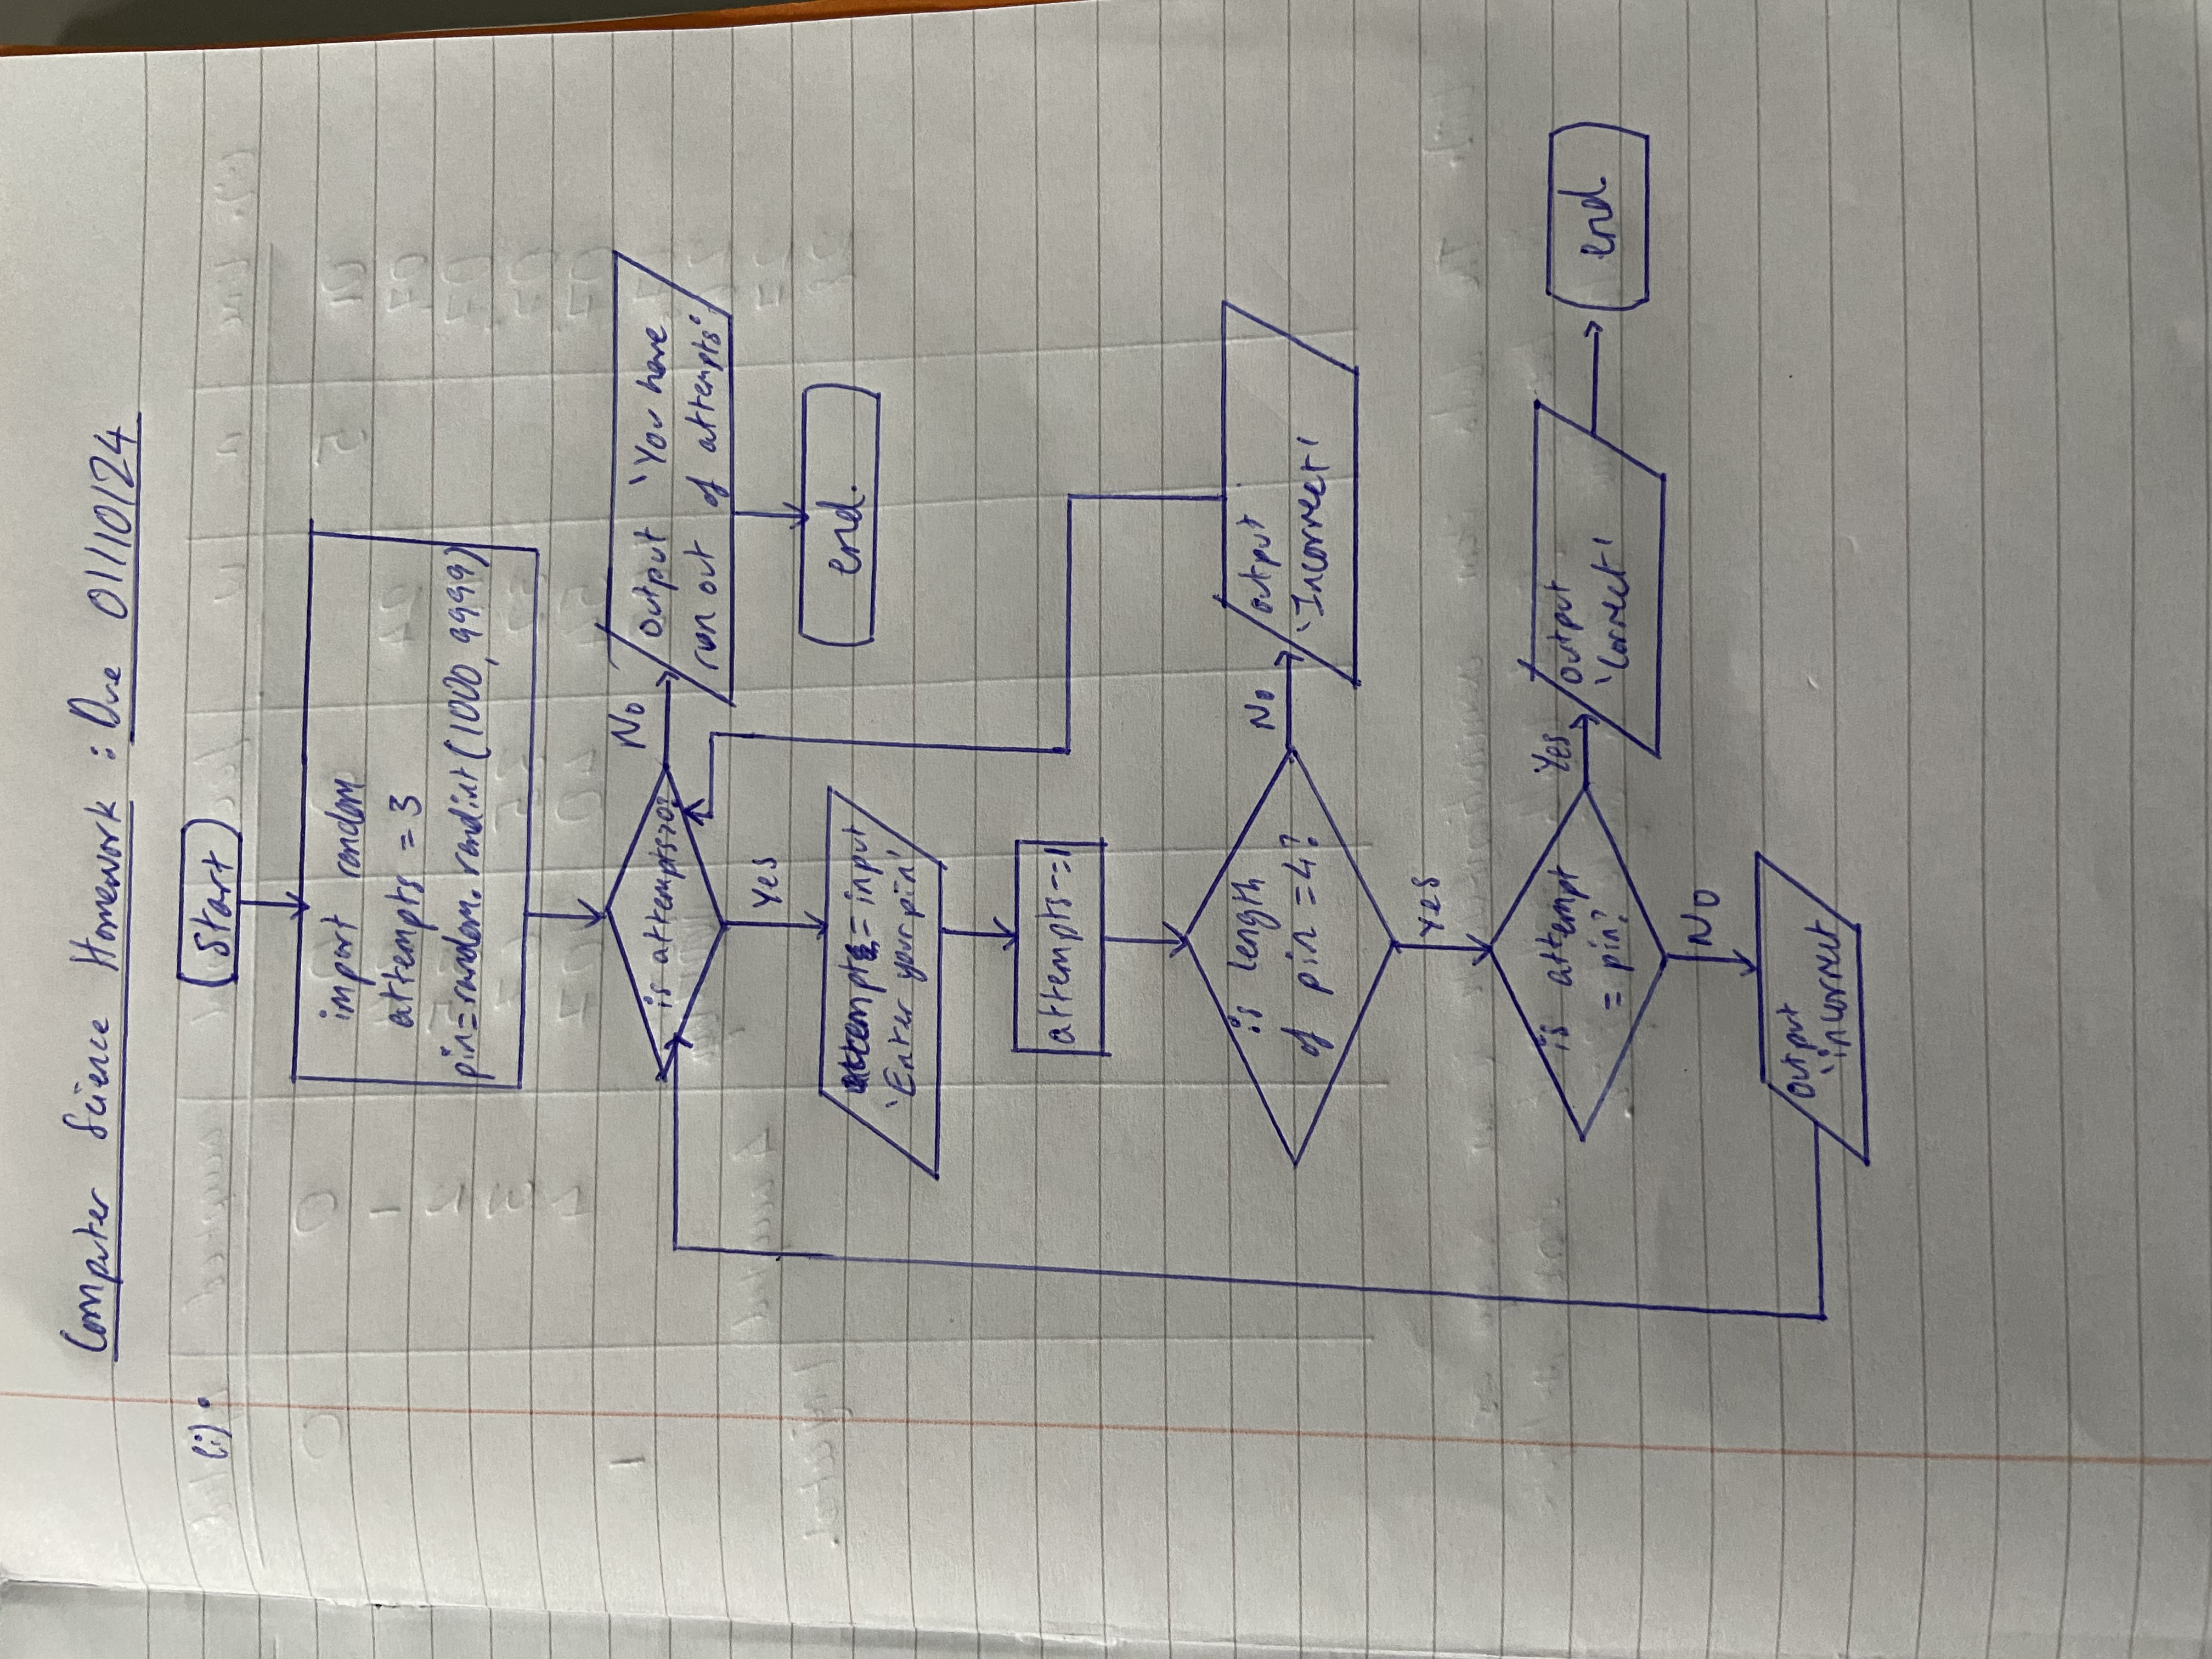 Computer Science Homework : Due 01/10/24
(i).
Start
import random
attempts = 3
pin=random.randint(1000,9999)
is attempts>0?
No
Output 'You have
run out of attempts'
end.
Yes
= input
'Enter your pin'
attempts-=1
is length
of pin =4?
No
output
'Incorrect'
Yes
is attempt
= pin?
Yes
output
'Correct'
end.
No
output
'incorrect